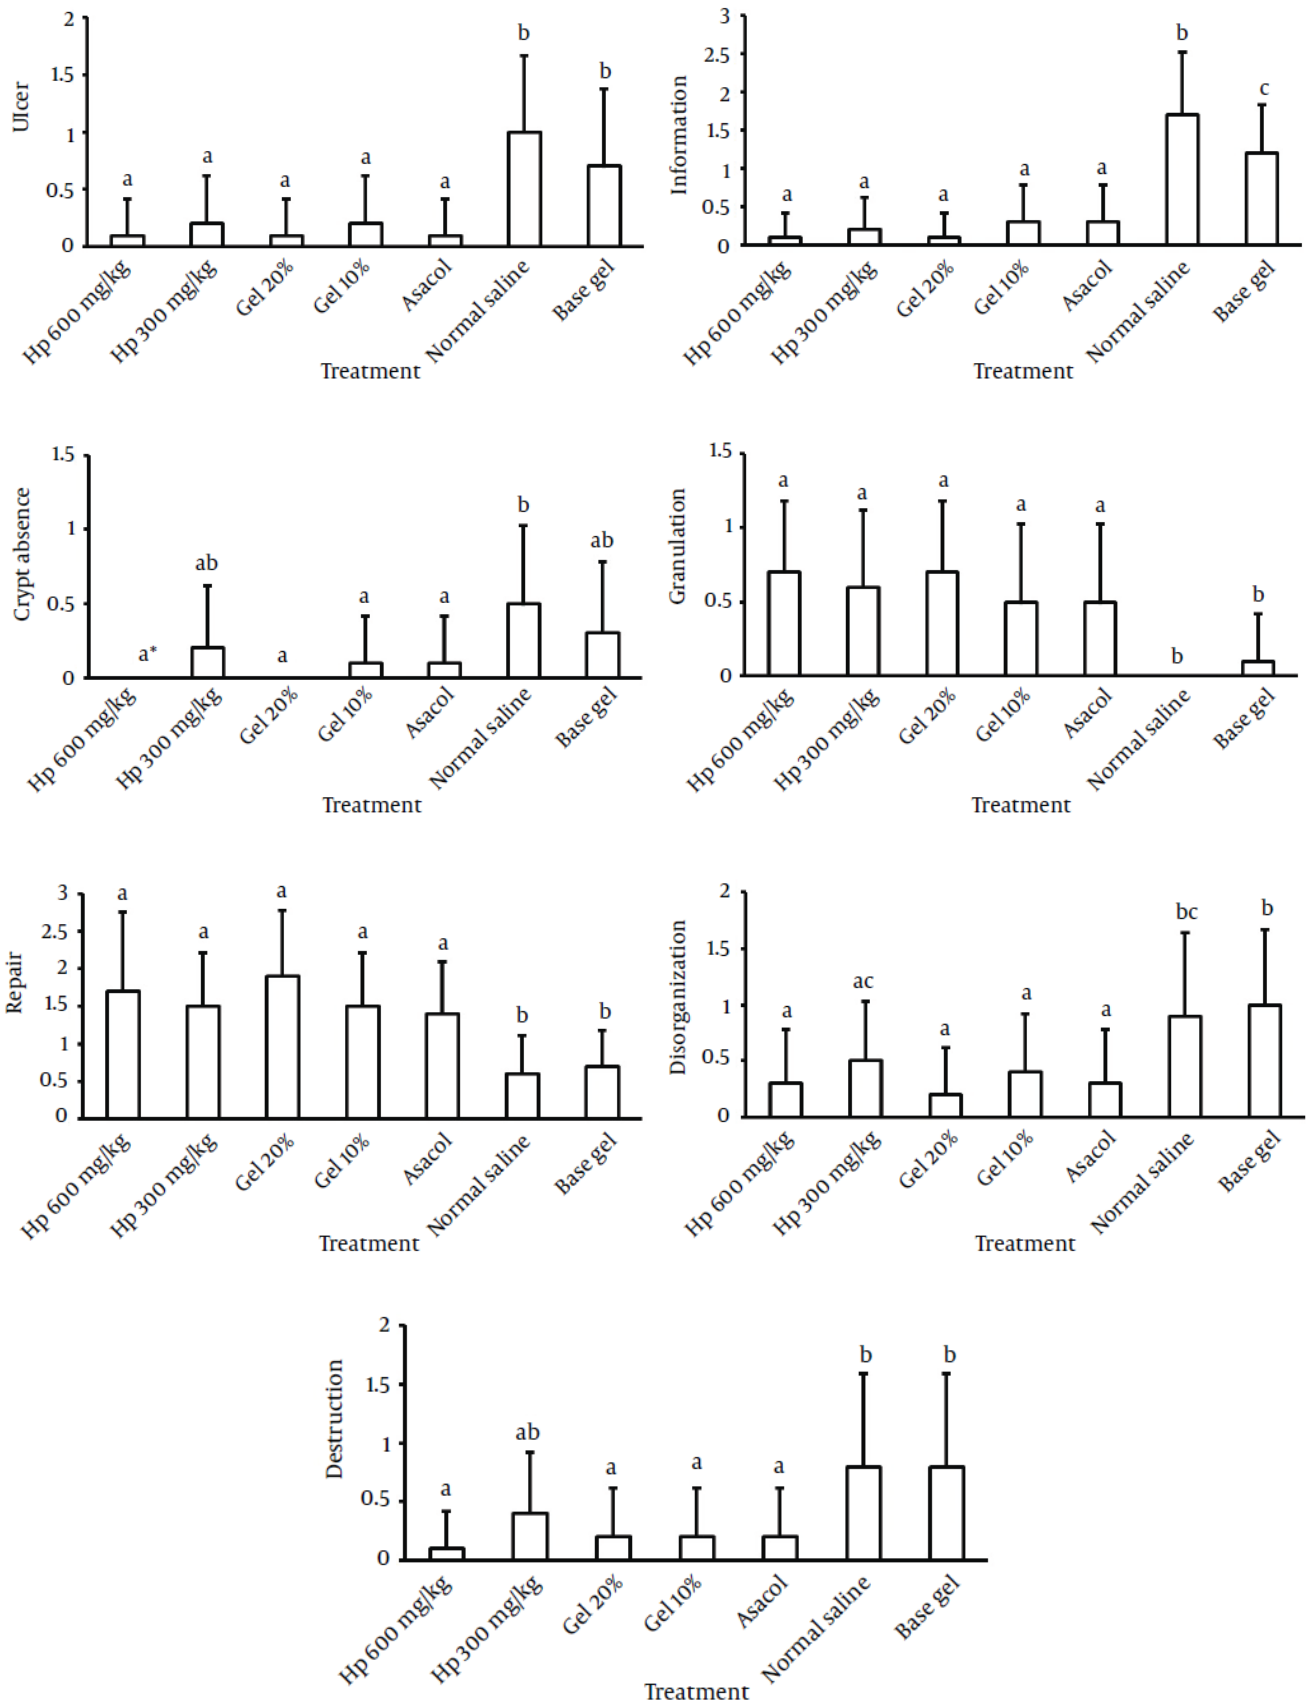 Ulcer
2
1.5
1
0.5
0
a
a
a
a
a
b
b
Hp 600 mg/kg
Hp 300 mg/kg
Gel 20%
Gel 10%
Asacol
Normal saline
Base gel
Treatment
Information
3
2.5
2
1.5
1
0.5
0
a
a
a
a
a
b
c
Hp 600 mg/kg
Hp 300 mg/kg
Gel 20%
Gel 10%
Asacol
Normal saline
Base gel
Treatment
Crypt absence
1.5
1
0.5
0
a*
ab
a
a
a
b
ab
Hp 600 mg/kg
Hp 300 mg/kg
Gel 20%
Gel 10%
Asacol
Normal saline
Base gel
Treatment
Granulation
1.5
1
0.5
0
a
a
a
a
a
b
b
Hp 600 mg/kg
Hp 300 mg/kg
Gel 20%
Gel 10%
Asacol
Normal saline
Base gel
Treatment
Repair
3
2.5
2
1.5
1
0.5
0
a
a
a
a
a
b
b
Hp 600 mg/kg
Hp 300 mg/kg
Gel 20%
Gel 10%
Asacol
Normal saline
Base gel
Treatment
Disorganization
2
1.5
1
0.5
0
a
ac
a
a
a
bc
b
Hp 600 mg/kg
Hp 300 mg/kg
Gel 20%
Gel 10%
Asacol
Normal saline
Base gel
Treatment
Destruction
2
1.5
1
0.5
0
a
ab
a
a
a
b
b
Hp 600 mg/kg
Hp 300 mg/kg
Gel 20%
Gel 10%
Asacol
Normal saline
Base gel
Treatment